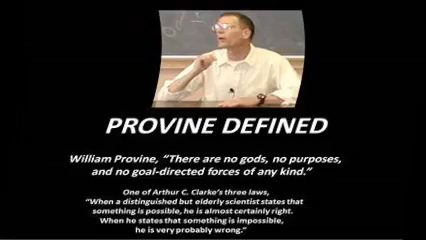 PROVINE DEFINED
William Provine, “There are no gods, no purposes,
and no goal-directed forces of any kind.”
One of Arthur C. Clarke’s three laws,
“When a distinguished but elderly scientist states that
something is possible, he is almost certainly right.
When he states that something is impossible,
he is very probably wrong.”